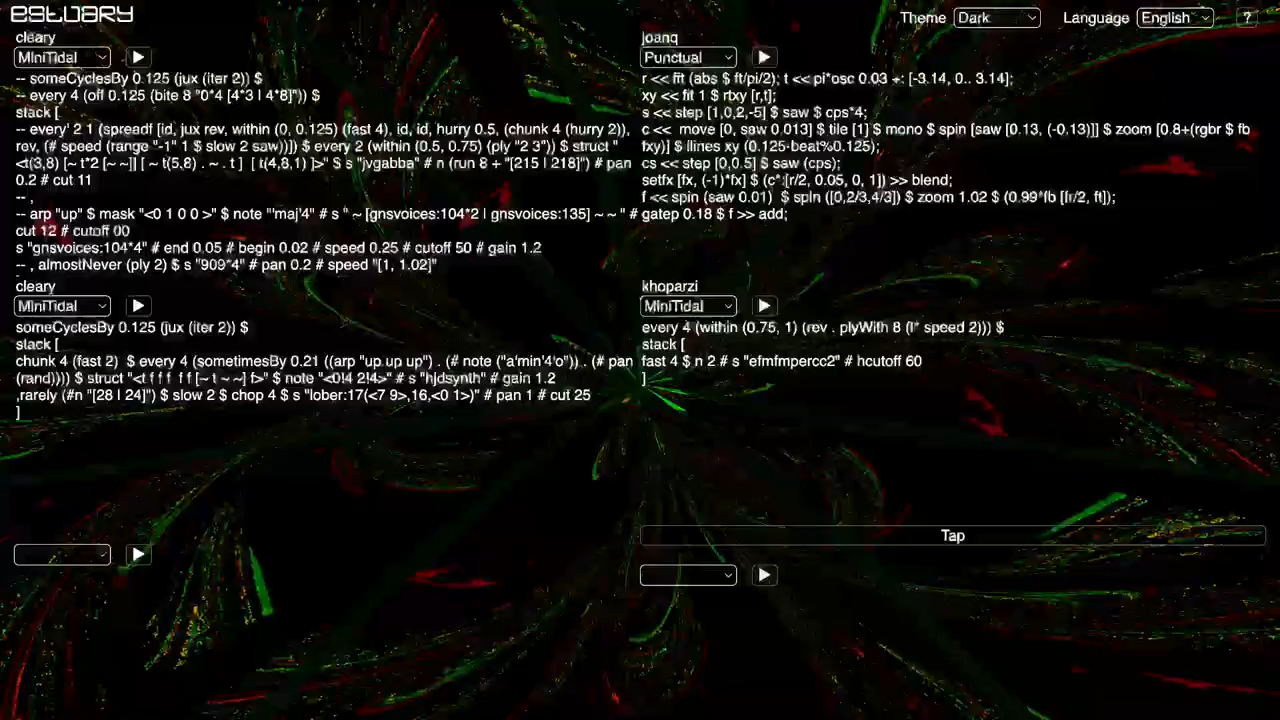 estuary
Theme Dark Language English ?
cleary
MiniTidal
-- someCyclesBy 0.125 (jux (iter 2)) $
-- every 4 (off 0.125 (bite 8 "0*4 [4*3 | 4*8]")) $
stack [
-- every' 2 1 (spreadf [id, jux rev, within (0, 0.125) (fast 4), id, id, hurry 0.5, (chunk 4 (hurry 2)),
rev, (# speed (range "-1" 1 $ slow 2 saw))]) $ every 2 (within (0.5, 0.75) (ply "2 3")) $ struct "
<t(3,8) [~ t*2 [~ ~]] [ ~ t(5,8) . ~ . t ] [ t(4,8,1) ]>" $ s "jvgabba" # n (run 8 + "[215 | 218]") # pan
0.2 # cut 11
-- ,
-- arp "up" $ mask "<0 1 0 0 >" $ note "'maj'4" # s " ~ [gnsvoices:104*2 | gnsvoices:135] ~ ~ " #
cut 12 # cutoff 00
s "gnsvoices:104*4" # end 0.05 # begin 0.02 # speed 0.25 # cutoff 50 # gain 1.2
-- , almostNever (ply 2) $ s "909*4" # pan 0.2 # speed "[1, 1.02]"
cleary
MiniTidal
someCyclesBy 0.125 (jux (iter 2)) $
stack [
chunk 4 (fast 2) $ every 4 (sometimesBy 0.21 ((arp "up up up") . (# note ("a'min'4'o")) . (# pan
(rand)))) $ struct "<t f f f f f [~ t ~ ~] f>" $ note "<0!4 2!4>" # s "hjdsynth" # gain 1.2
,rarely (#n "[28 | 24]") $ slow 2 $ chop 4 $ s "lober:17(<7 9>,16,<0 1>)" # pan 1 # cut 25
]
joanq
Punctual
r << fit (abs $ ft/pi/2); t << pi*osc 0.03 +: [-3.14, 0.. 3.14];
xy << fit 1 $ rtxy [r,t];
s << step [1,0,2,-5] $ saw $ cps*4;
c << move [0, saw 0.013] $ tile [1] $ mono $ spin [saw [0.13, (-0.13)]] $ zoom [0.8+(rgbr $ fb
fxy)] $ ilines xy (0.125-beat%0.125);
cs << step [0,0.5] $ saw (cps);
setfx [fx, (-1)*fx] $ (c*:[r/2, 0.05, 0, 1]) >> blend;
f << spin (saw 0.01) $ spin ([0,2/3,4/3]) $ zoom 1.02 $ (0.99*fb [fr/2, ft]);
gatep 0.18 $ f >> add;
khoparzi
MiniTidal
every 4 (within (0.75, 1) (rev . plyWith 8 (|* speed 2))) $
stack [
fast 4 $ n 2 # s "efmfmpercc2" # hcutoff 60
]
Tap